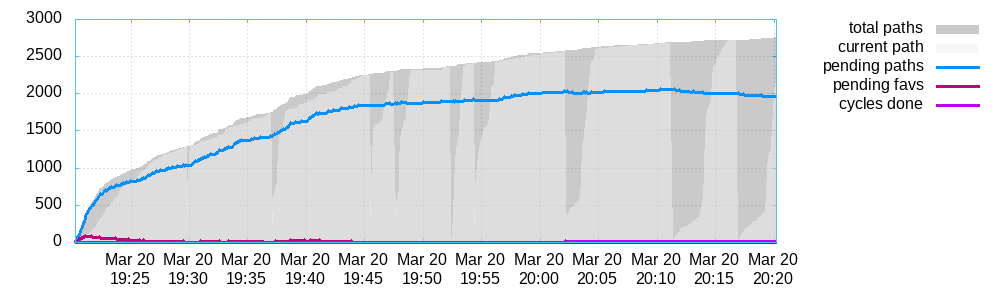 3000
2500
2000
1500
1000
500
0
Mar 20 Mar 20 Mar 20 Mar 20 Mar 20 Mar 20 Mar 20 Mar 20 Mar 20 Mar 20 Mar 20 Mar 20
19:25 19:30 19:35 19:40 19:45 19:50 19:55 20:00 20:05 20:10 20:15 20:20
total paths
current path
pending paths
pending favs
cycles done